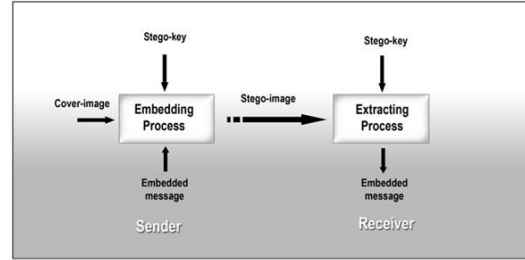 Stego-key
Stego-key
Cover-image
Embedding
Process
Stego-image
Extracting
Process
Embedded
message
Embedded
message
Sender
Receiver